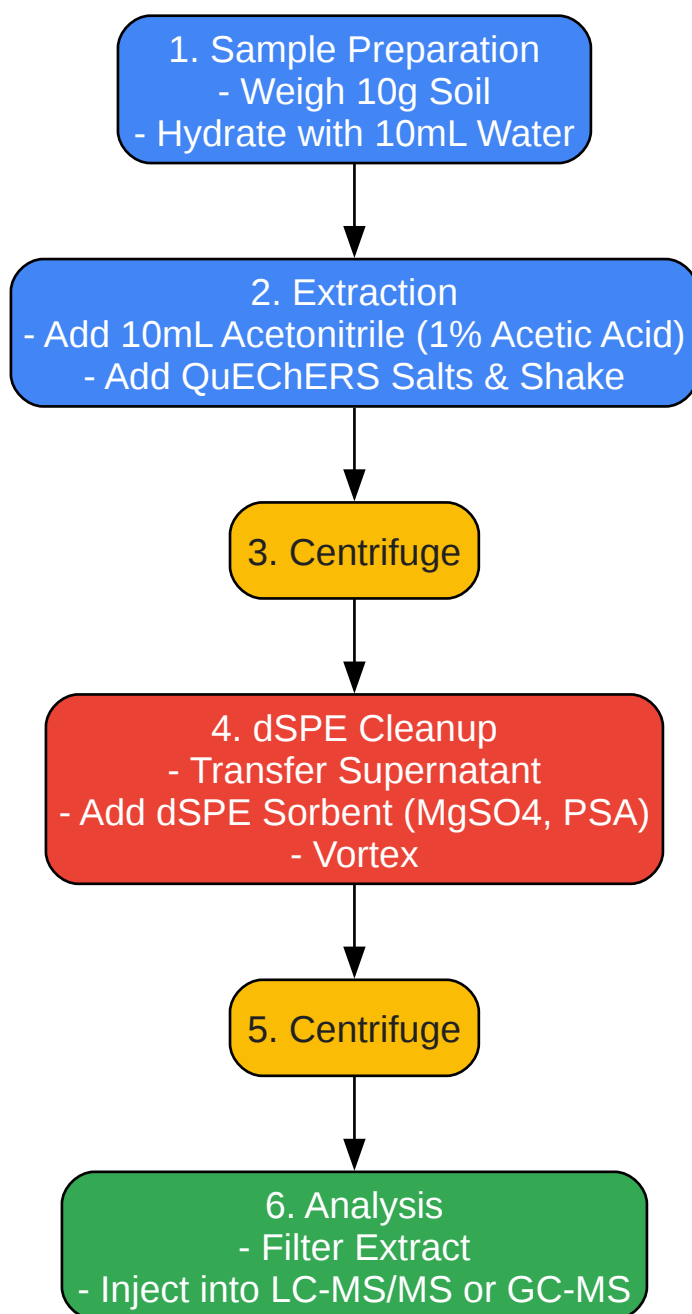 1. Sample Preparation
- Weigh 10g Soil
- Hydrate with 10mL Water
2. Extraction
- Add 10mL Acetonitrile (1% Acetic Acid)
- Add QuEChERS Salts & Shake
3. Centrifuge
4. dSPE Cleanup
- Transfer Supernatant
- Add dSPE Sorbent (MgSO4, PSA)
- Vortex
5. Centrifuge
6. Analysis
- Filter Extract
- Inject into LC-MS/MS or GC-MS